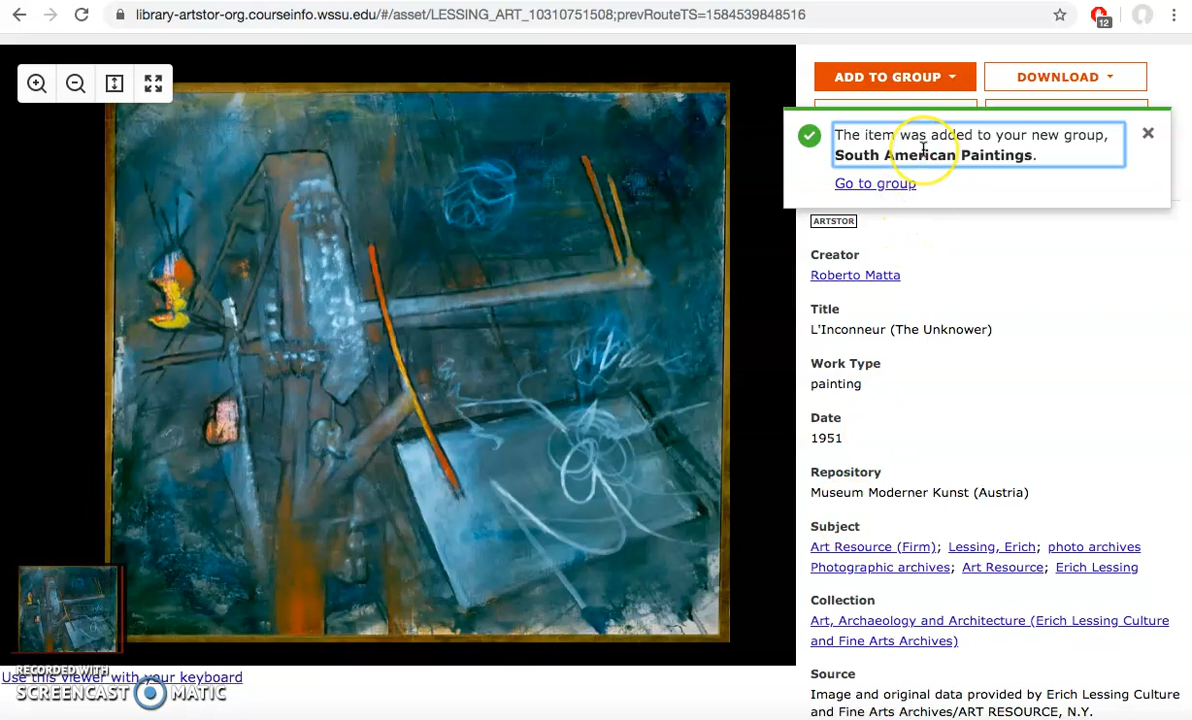 library-artstor-org.courseinfo.wssu.edu/#/asset/LESSING_ART_10310751508;prevRouteTS=1584539848516
12
ADD TO GROUP
DOWNLOAD
The item was added to your new group,
South American Paintings.
Go to group
ARTSTOR
Creator
Roberto Matta
Title
L'Inconneur (The Unknower)
Work Type
painting
Date
1951
Repository
Museum Moderner Kunst (Austria)
Subject
Art Resource (Firm); Lessing, Erich; photo archives
Photographic archives; Art Resource; Erich Lessing
Collection
Art, Archaeology and Architecture (Erich Lessing Culture
and Fine Arts Archives)
Source
Image and original data provided by Erich Lessing Culture
and Fine Arts Archives/ART RESOURCE, N.Y.
Use this viewer with your keyboard
RECORDED WITH
SCREENCAST MATIC